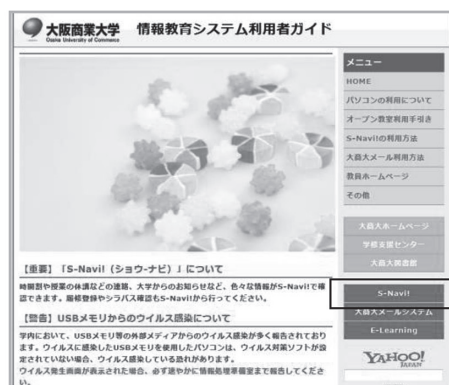 大阪商業大学 情報教育システム利用者ガイド
Osaka University of Commerce
メニュー
HOME
パソコンの利用について
オープン教室利用手引き
S-Navi!の利用方法
大商大メール利用方法
教員ホームページ
その他
大商大ホームページ
学修支援センター
大商大図書館
S-Navi!
大商大メールシステム
E-Learning
YAHOO!
JAPAN
【重要】「S-Navi!(ショウ-ナビ)」について
時間割や授業の休講などの連絡、大学からのお知らせなど、色々な情報がS-Navi!で確
認できます。履修登録やシラバス確認もS-Navi!から行ってください。
【警告】USBメモリからのウイルス感染について
学内において、USBメモリ等の外部メディアからのウイルス感染が多く報告されており
ます。ウイルスに感染したUSBメモリを使用したパソコンは、ウイルス対策ソフトが設
定されていない場合、ウイルス感染している恐れがあります。
ウイルス発生画面が表示された場合、必ず速やかに情報処理準備室まで報告してくださ
い。